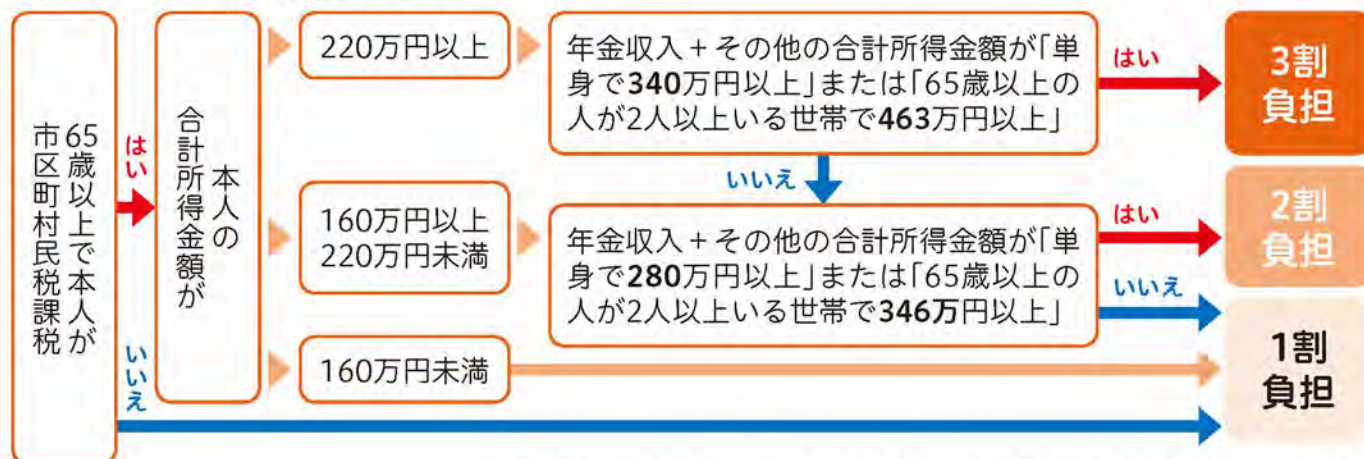 65歳以上で本人が
市区町村民税課税
はい
いいえ
本人の
合計所得金額が
220万円以上
年金収入+その他の合計所得金額が「単
身で340万円以上」または「65歳以上の
人が2人以上いる世帯で463万円以上」
はい
3割
負担
いいえ
160万円以上
220万円未満
年金収入+その他の合計所得金額が「単
身で280万円以上」または「65歳以上の
人が2人以上いる世帯で346万円以上」
はい
2割
負担
いいえ
160万円未満
1割
負担